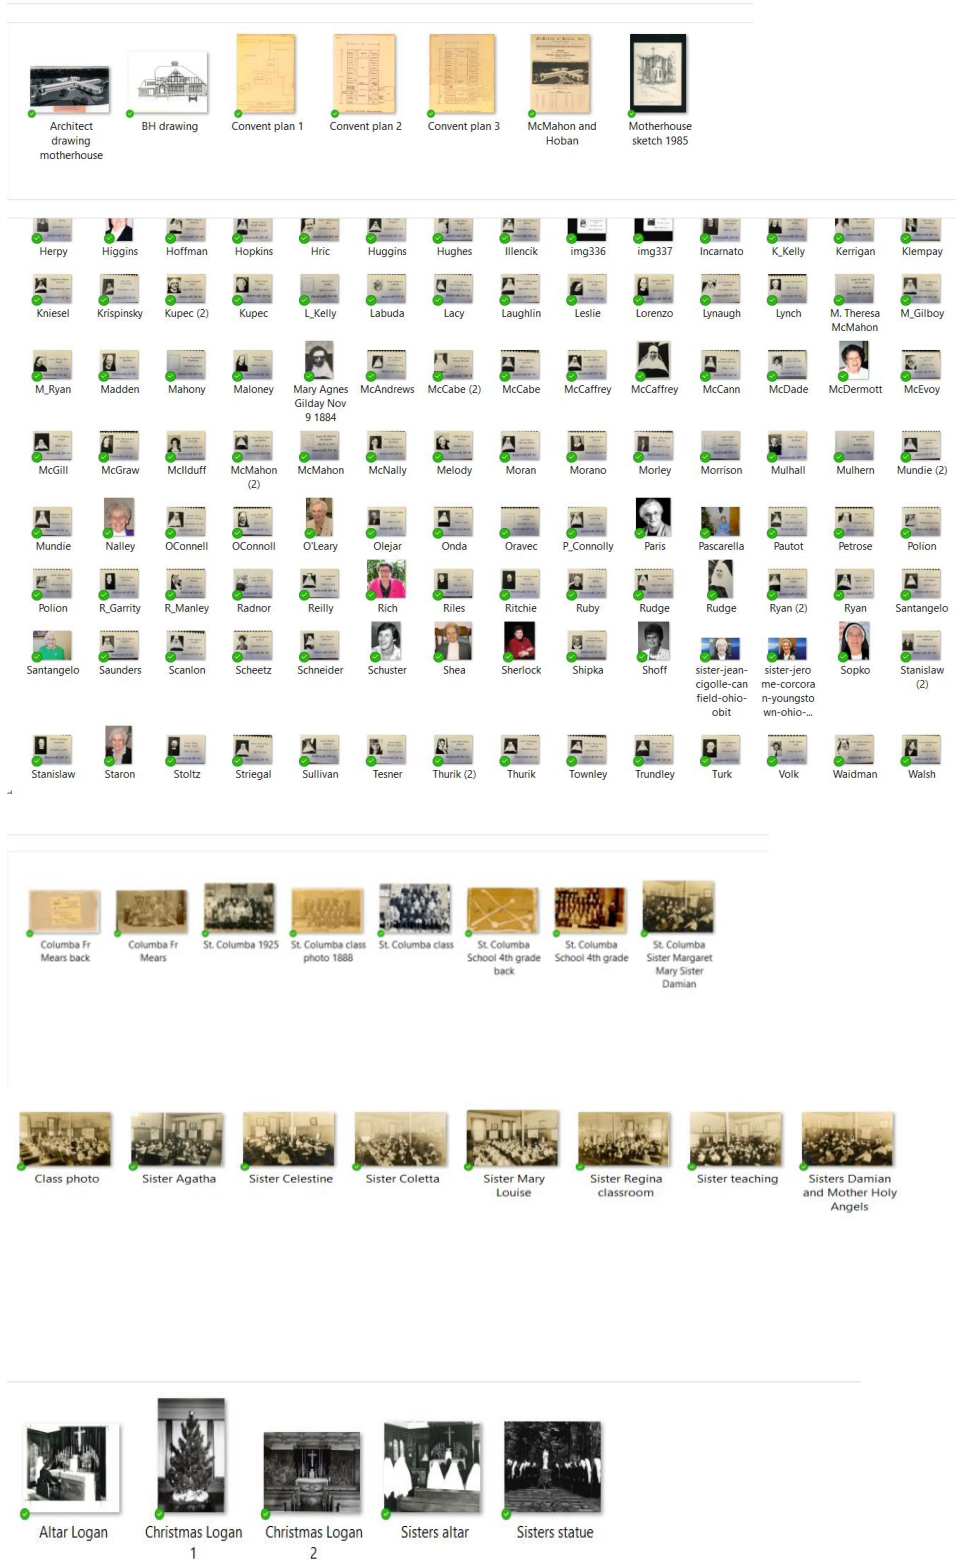 Architect
drawing
motherhouse
BH drawing
Convent plan 1
Convent plan 2
Convent plan 3
McMahon and
Hoban
Motherhouse
sketch 1985
Herpy Higgins Hoffman Hopkins Hric Huggins Hughes Illencik img336 img337 Incarnato K_Kelly Kerrigan Klempay
Kniesel Krispinsky Kupec (2) Kupec L_Kelly Labuda Lacy Laughlin Leslie Lorenzo Lynaugh Lynch M. Theresa M_Gilboy
McMahon
M_Ryan Madden Mahony Maloney Mary Agnes McAndrews McCabe (2) McCabe McCaffrey McCaffrey McCann McDade McDermott McEvoy
Gilday Nov
9 1884
McGill McGraw McIlduff McMahon McMahon McNally Melody Moran Morano Morley Morrison Mulhall Mulhern Mundie (2)
(2)
Mundie Nalley OConnell OConnoll O'Leary Olejar Onda Oravec P_Connolly Paris Pascarella Pautot Petrose Polion
Polion R_Garrity R_Manley Radnor Reilly Rich Riles Ritchie Ruby Rudge Rudge Ryan (2) Ryan Santangelo
Santangelo Saunders Scanlon Scheetz Schneider Schuster Shea Sherlock Shipka Shoff sister-jean- sister-jero Sopko Stanislaw
cigolle-can me-corcora (2)
field-ohio- n-youngsto
obit wn-ohio-...
Stanislaw Staron Stoltz Striegal Sullivan Tesner Thurik (2) Thurik Townley Trundley Turk Volk Waidman Walsh
Columba Fr
Mears back
Columba Fr
Mears
St. Columba 1925
St. Columba class
photo 1888
St. Columba class
St. Columba
School 4th grade
back
St. Columba
School 4th grade
St. Columba
Sister Margaret
Mary Sister
Damian
Class photo
Sister Agatha
Sister Celestine
Sister Coletta
Sister Mary
Louise
Sister Regina
classroom
Sister teaching
Sisters Damian
and Mother Holy
Angels
Altar Logan
Christmas Logan
1
Christmas Logan
2
Sisters altar
Sisters statue